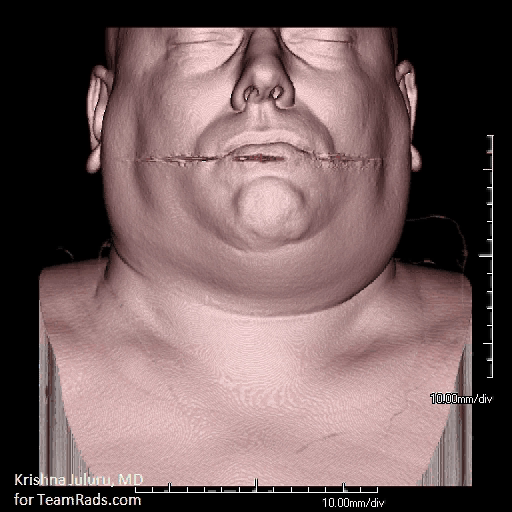 10.00mm/div
Krishna Juluru, MD
for TeamRads.com
10.00mm/div